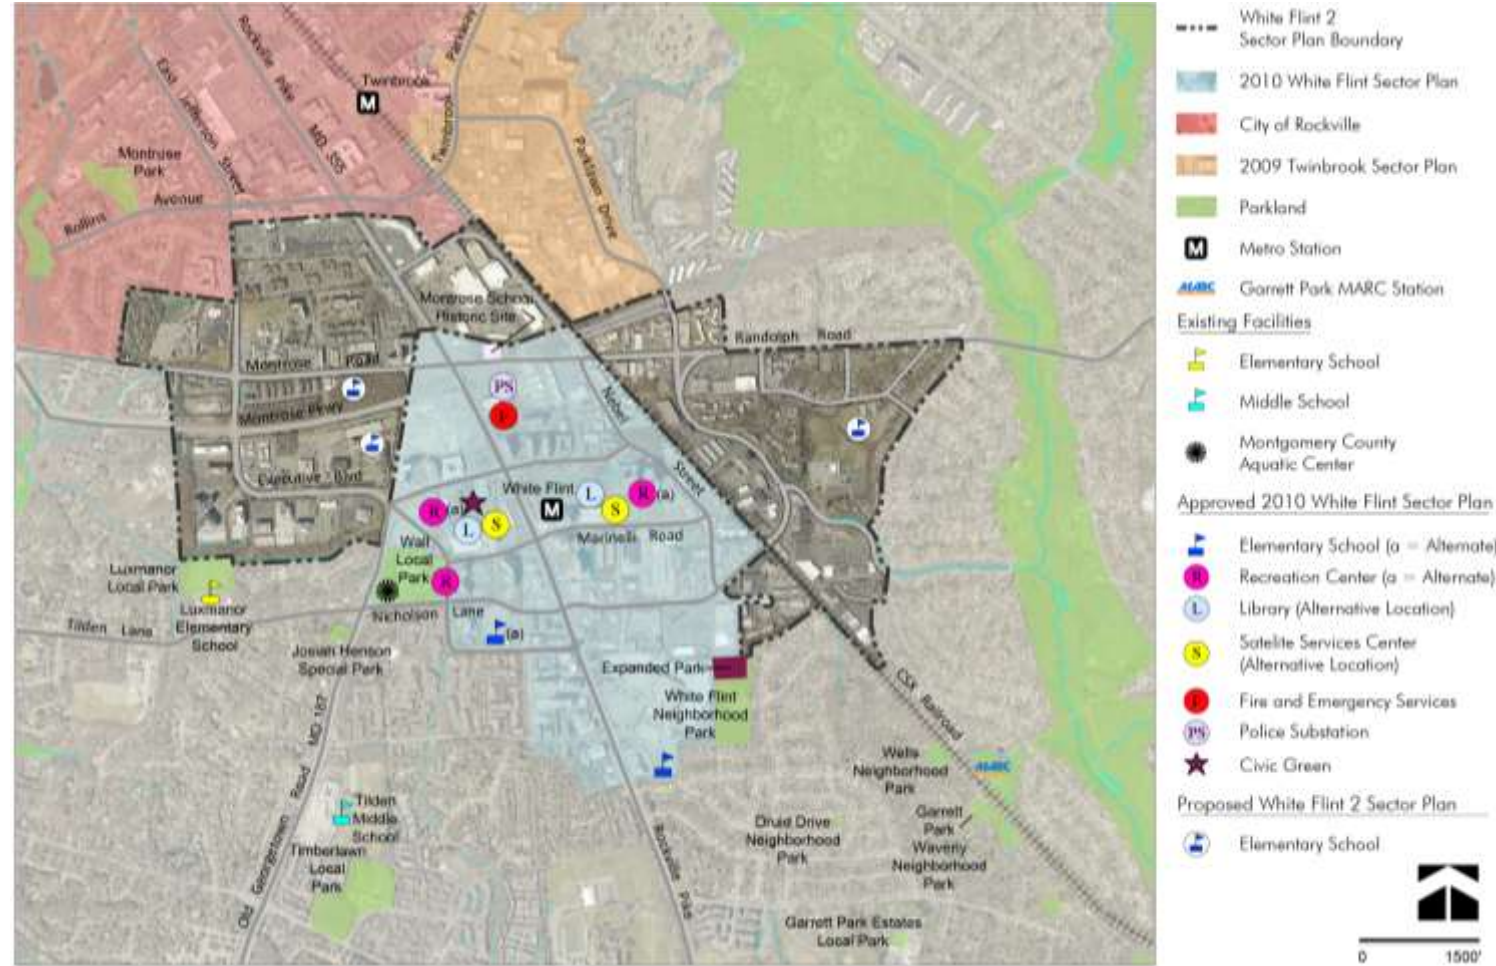 Rockville Pike
MD 355
East Jefferson Street
Twinbrook
M
Twinbrook
Parkway
Parklawn Drive
Montrose
Park
Rollins
Avenue
Montrose School
Historic Site
Randolph Road
Montrose Road
Montrose Pkwy
Executive Blvd
PS
F
Nebel
Street
White Flint
M
L
S
R
(a)
R
(a)
L
S
Marinelli Road
Wall
Local
Park
R
Nicholson Lane
(a)
Luxmanor
Local Park
Luxmanor
Elementary
School
Tilden Lane
Josiah Henson
Special Park
Expanded Park
White Flint
Neighborhood
Park
CSX Railroad
Old Georgetown Road MD 187
Tilden
Middle
School
Timberlawn
Local
Park
Rockville Pike
Wells
Neighborhood
Park
MARC
Garrett
Park
Waverly
Neighborhood
Park
Druid Drive
Neighborhood
Park
Garrett Park Estates
Local Park
White Flint 2
Sector Plan Boundary
2010 White Flint Sector Plan
City of Rockville
2009 Twinbrook Sector Plan
Parkland
M
Metro Station
MARC
Garrett Park MARC Station
Existing Facilities
Elementary School
Middle School
Montgomery County
Aquatic Center
Approved 2010 White Flint Sector Plan
Elementary School (a = Alternate)
R
Recreation Center (a = Alternate)
L
Library (Alternative Location)
S
Satelite Services Center
(Alternative Location)
F
Fire and Emergency Services
PS
Police Substation
Civic Green
Proposed White Flint 2 Sector Plan
Elementary School
0 1500'